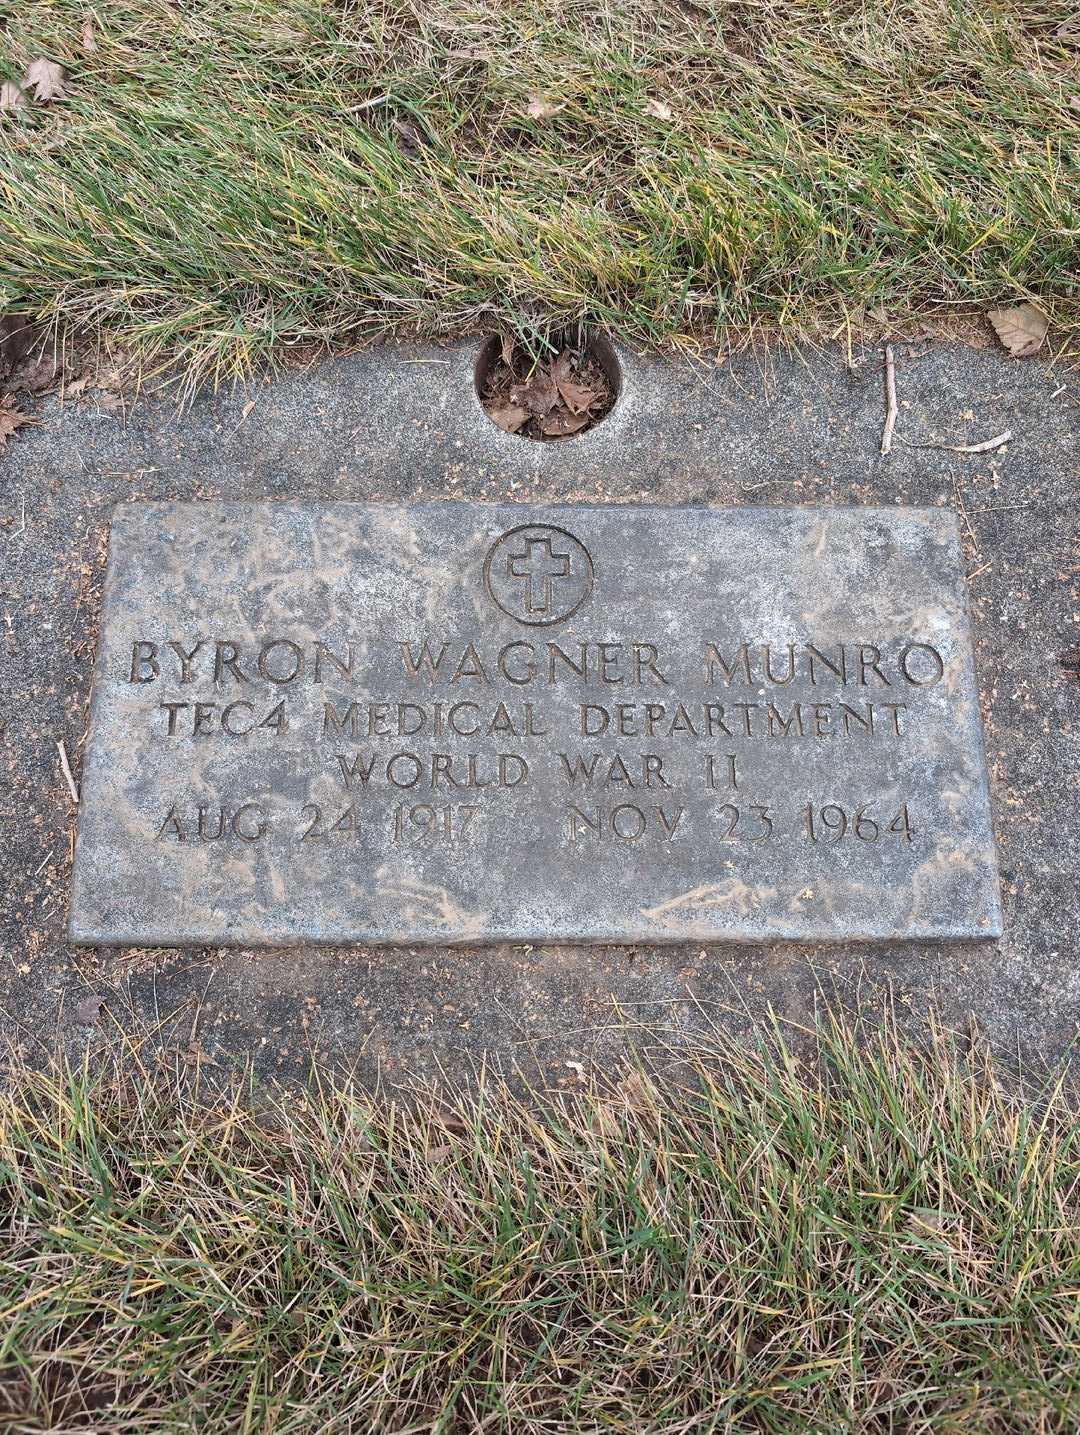 BYRON WAGNER MUNRO
TEC4 MEDICAL DEPARTMENT
WORLD WAR II
AUG 24 1917 NOV 23 1964